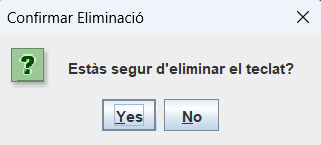 Confirmar Eliminació
?
Estàs segur d'eliminar el teclat?
Yes No